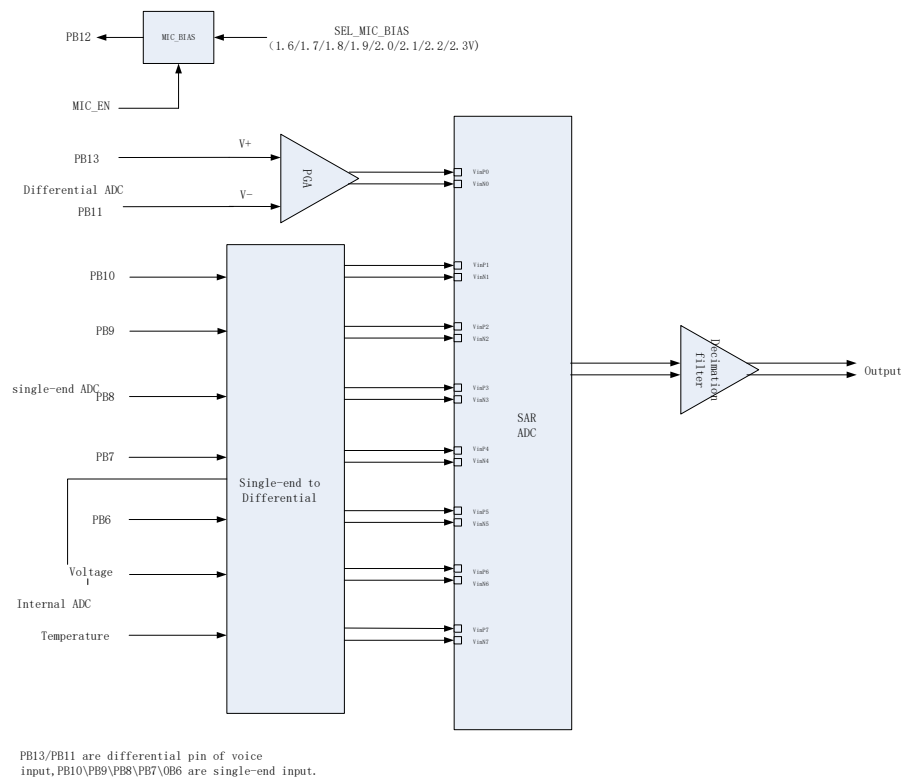 SEL_MIC_BIAS
PB12
MIC_BIAS
(1.6/1.7/1.8/1.9/2.0/2.1/2.2/2.3V)
MIC_EN
V+
PB13
PGA
VinP0
VinN0
Differential ADC
V-
PB11
PB10
VinP1
VinN1
PB9
VinP2
VinN2
single-end ADC
PB8
VinP3
VinN3
Decimation
filter
Output
SAR
ADC
PB7
VinP4
VinN4
Single-end to
Differential
PB6
VinP5
VinN5
Voltage
VinP6
VinN6
Internal ADC
Temperature
VinP7
VinN7
PB13/PB11 are differential pin of voice
input,PB10\PB9\PB8\PB7\0B6 are single-end input.